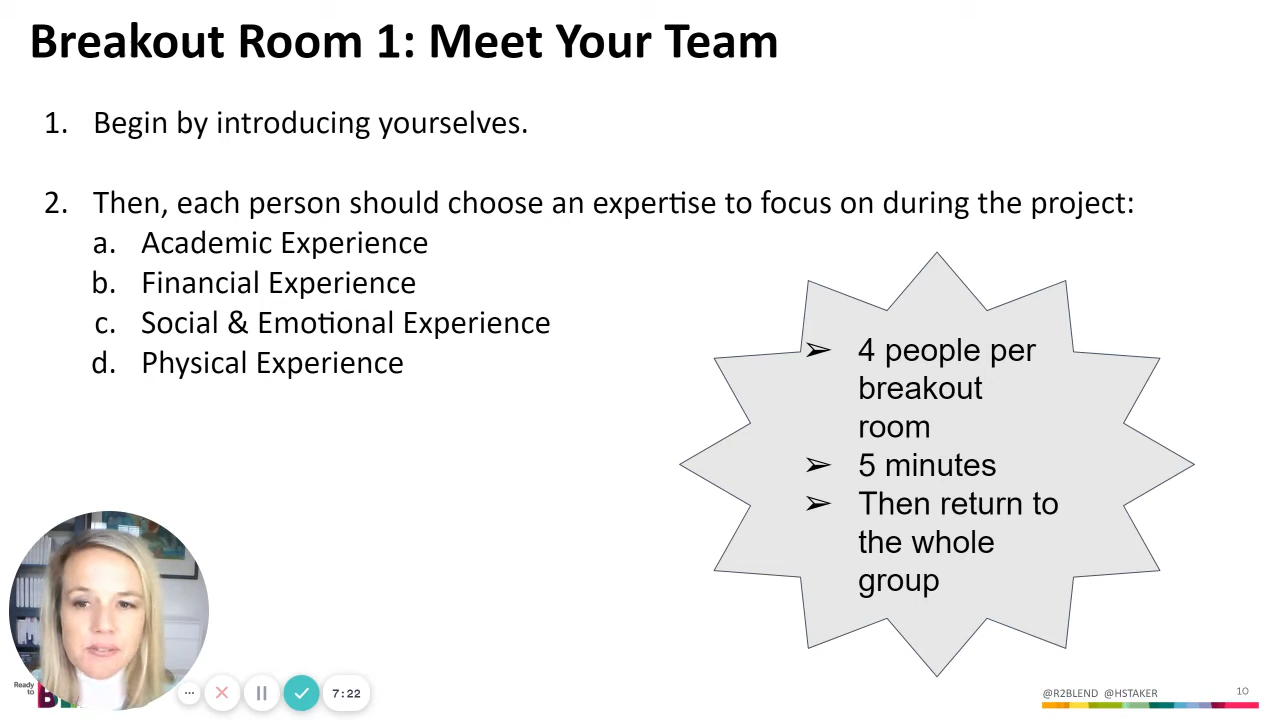 Breakout Room 1: Meet Your Team
1. Begin by introducing yourselves.
2. Then, each person should choose an expertise to focus on during the project:
a. Academic Experience
b. Financial Experience
c. Social & Emotional Experience
d. Physical Experience
➢ 4 people per
breakout
room
➢ 5 minutes
➢ Then return to
the whole
group
Ready
to
7:22
@R2BLEND @HSTAKER
10